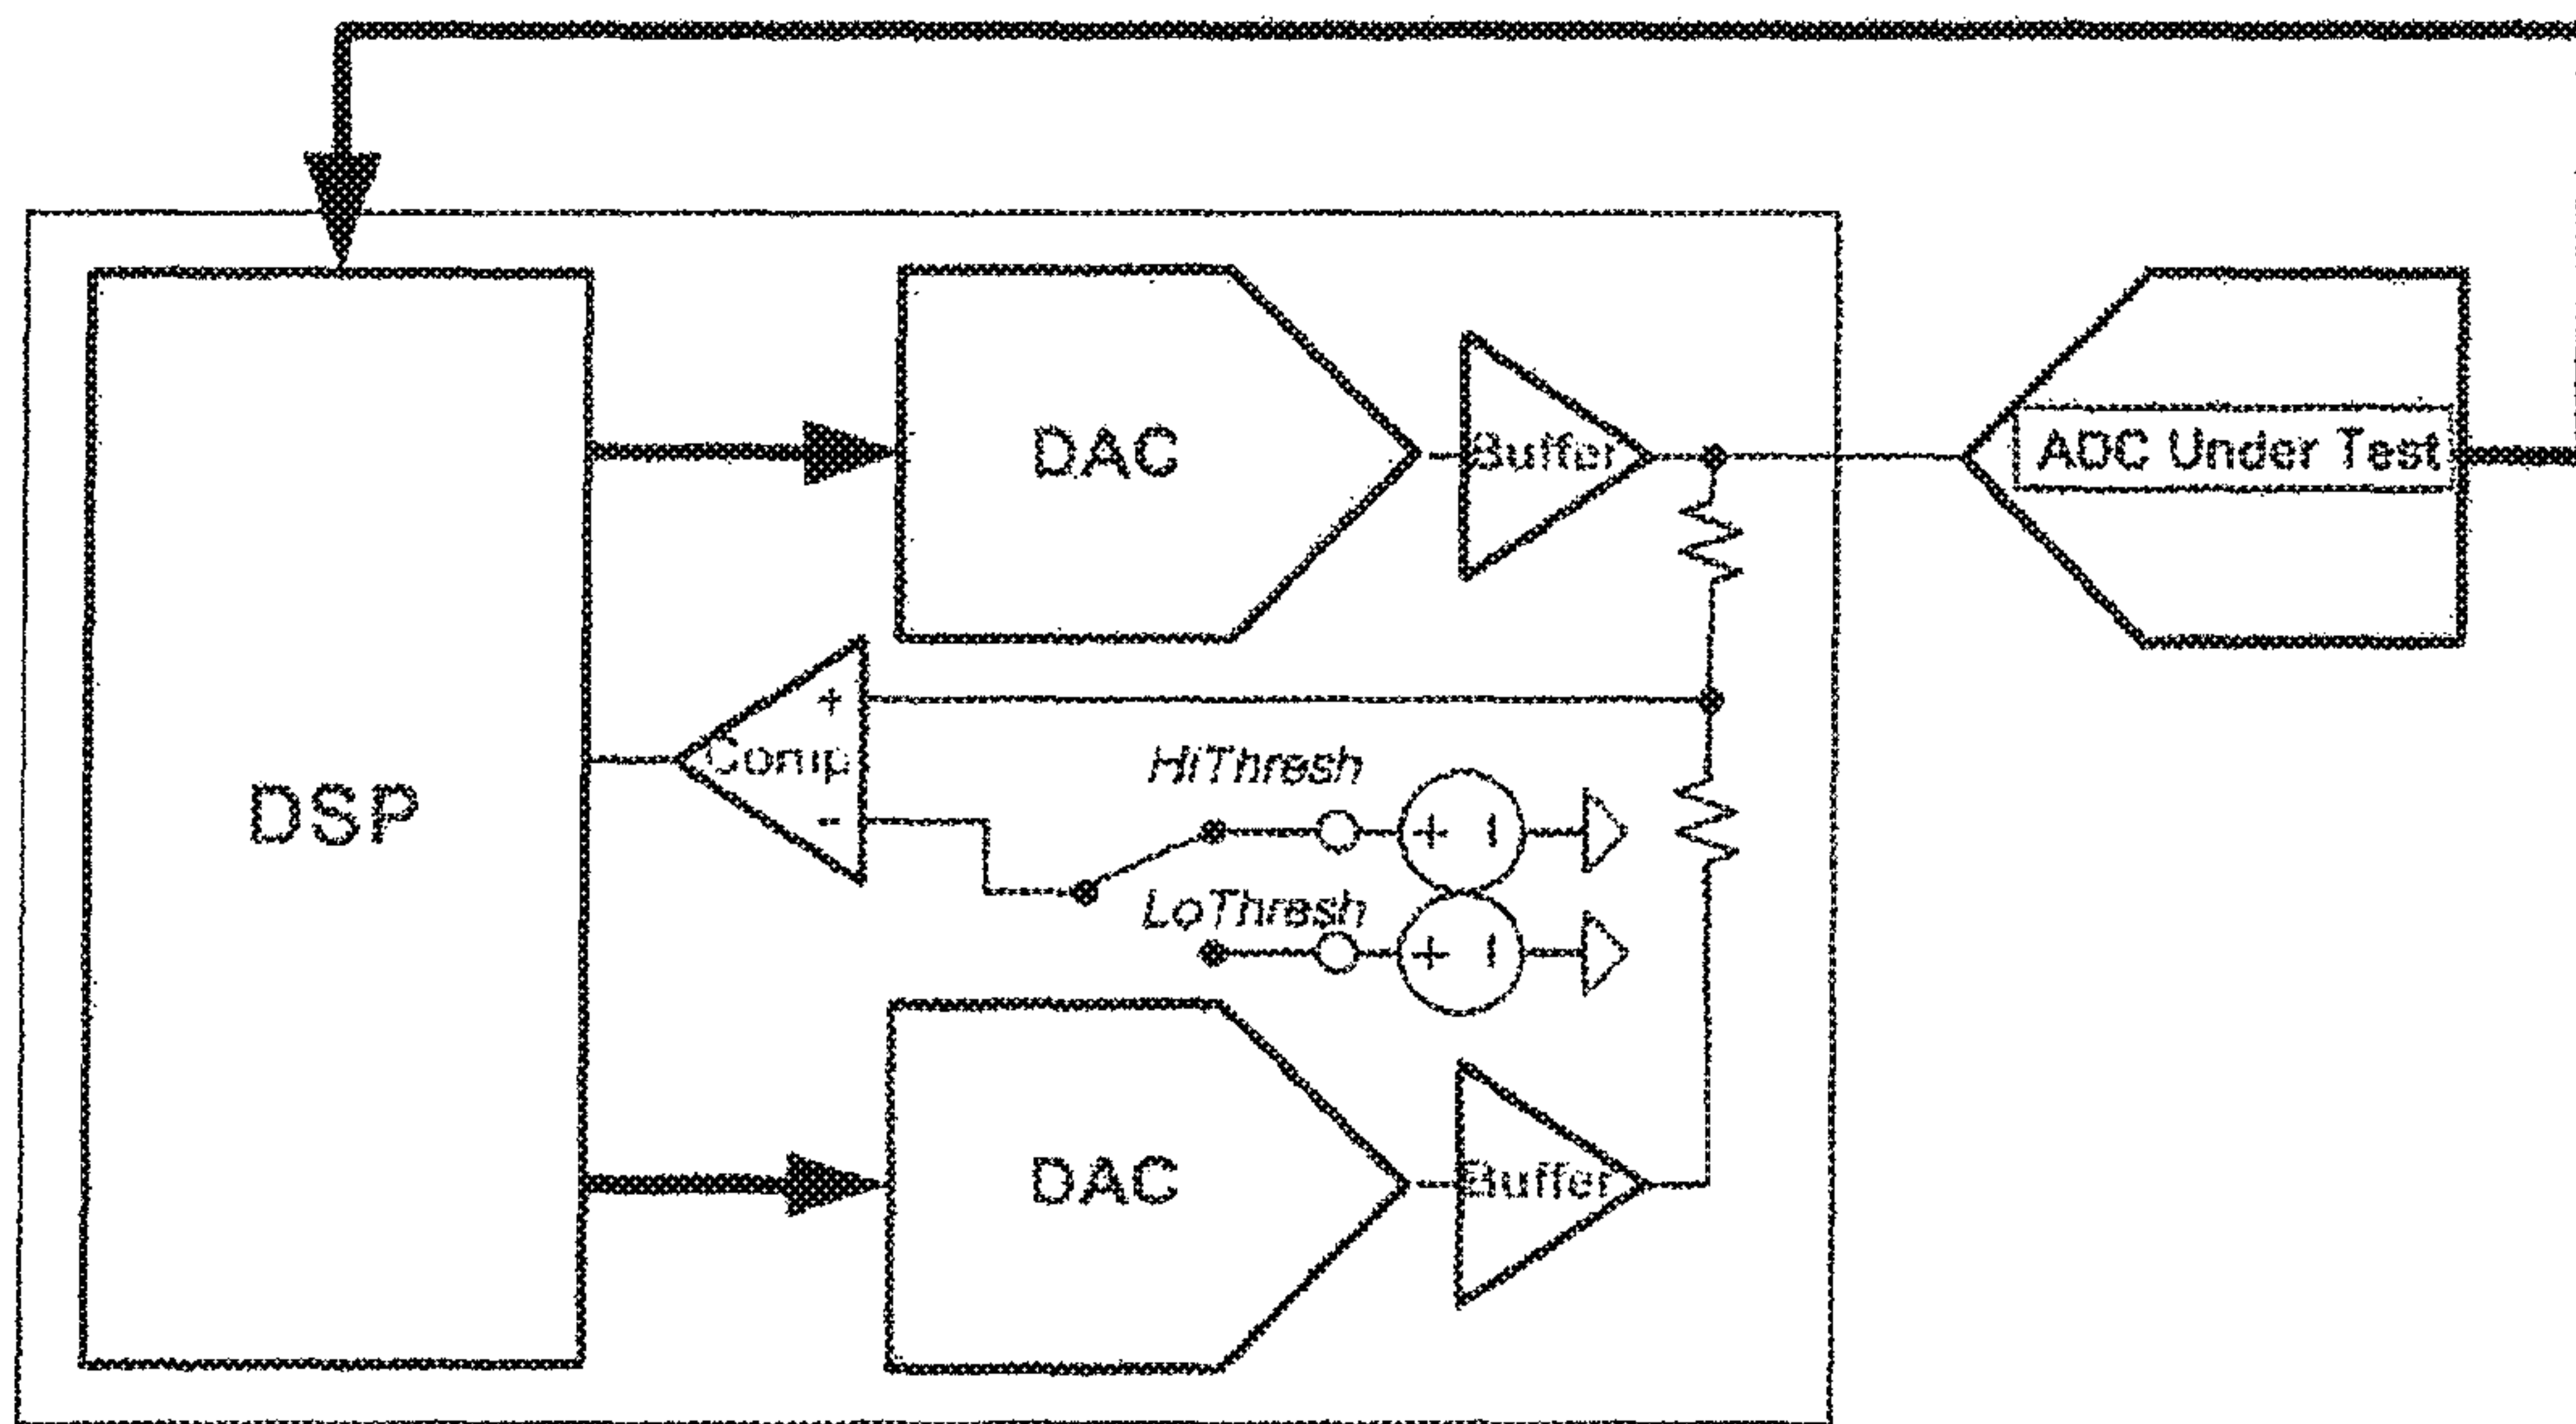 DAC
Buffer
ADC Under Test
+
Comp
-
HiThresh
+ -
DSP
LoThresh
+ -
DAC
Buffer